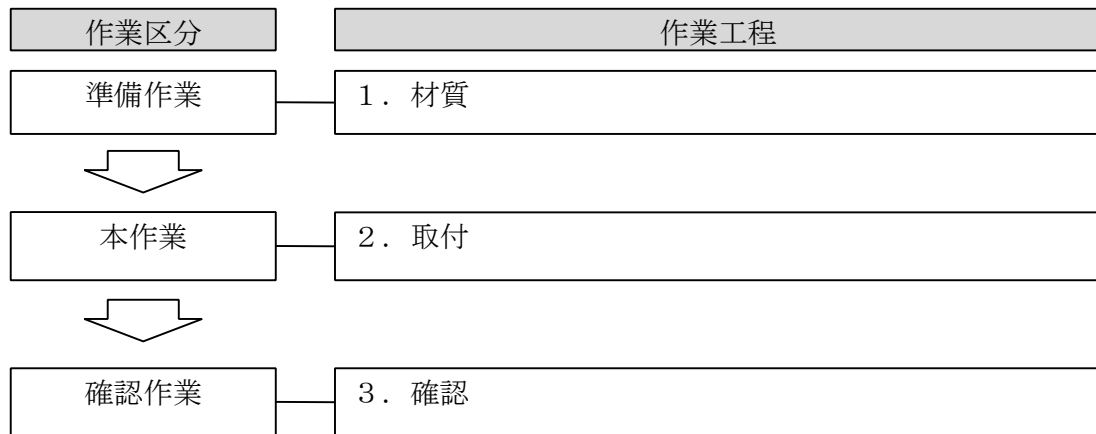 作業区分
作業工程
準備作業
１．材質
本作業
２．取付
確認作業
３．確認